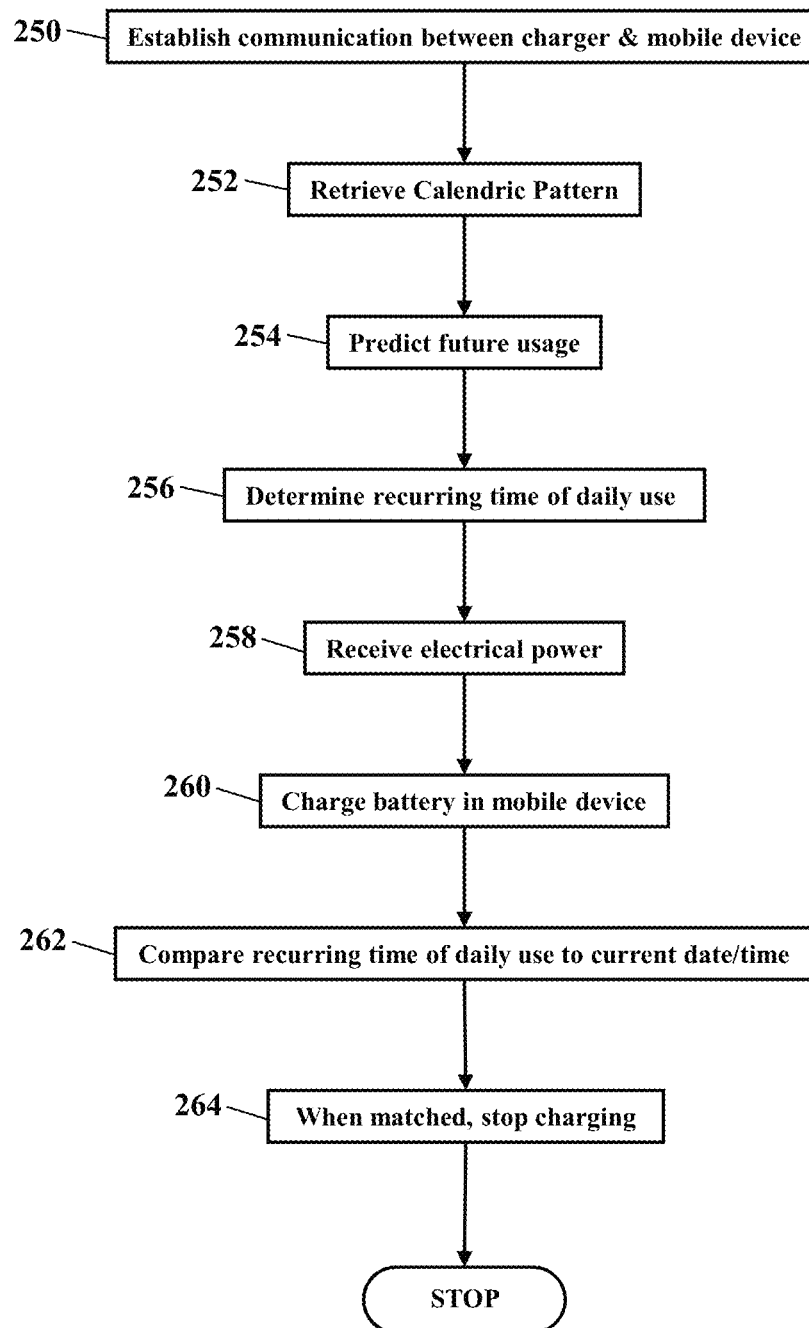 250 Establish communication between charger & mobile device
252 Retrieve Calendric Pattern
254 Predict future usage
256 Determine recurring time of daily use
258 Receive electrical power
260 Charge battery in mobile device
262 Compare recurring time of daily use to current date/time
264 When matched, stop charging
STOP